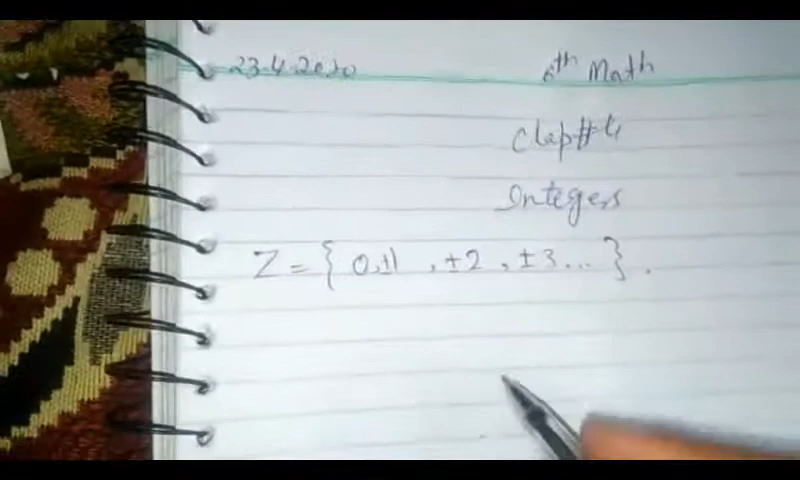 23.4.2020 6th Math
Chap#4
Integers
Z = { 0, ±1 , ±2 , ±3 ... } .